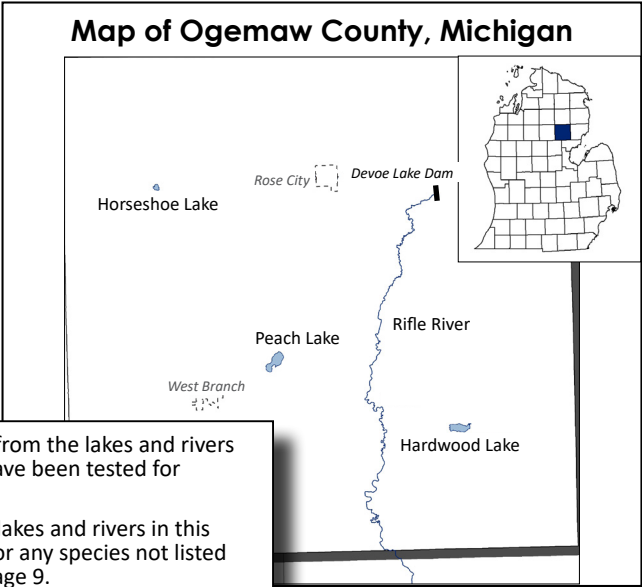 Map of Ogemaw County, Michigan
Rose City
Devoe Lake Dam
Horseshoe Lake
Rifle River
Peach Lake
West Branch
Hardwood Lake
from the lakes and rivers
ave been tested for
lakes and rivers in this
or any species not listed
age 9.